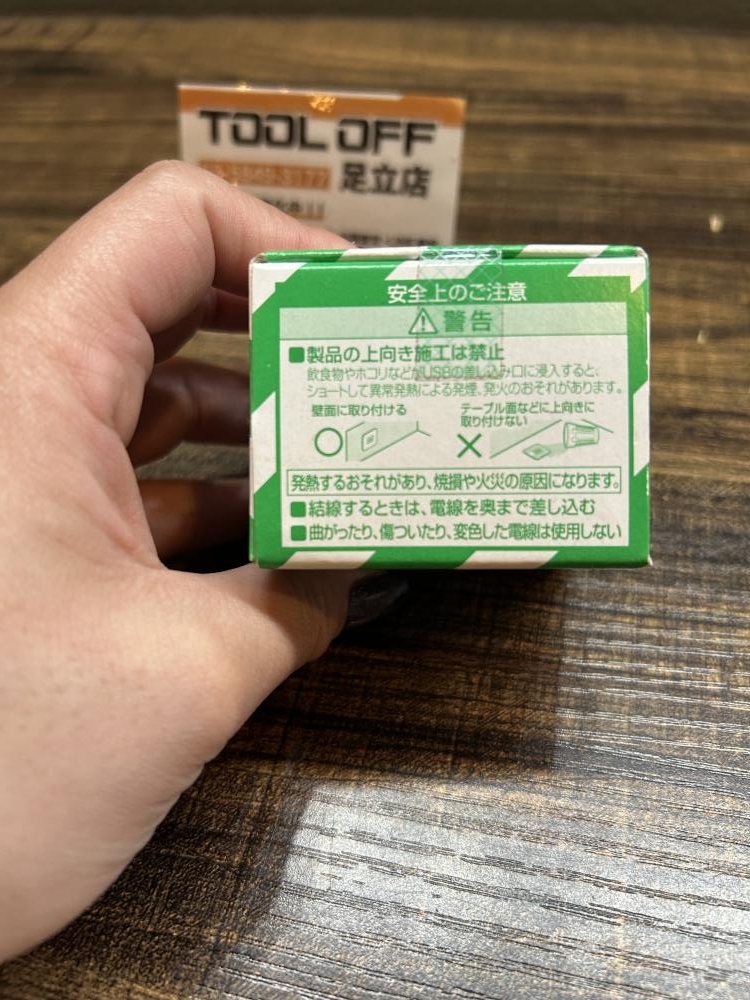 TOOL OFF
足立店
安全上のご注意
警告
■製品の上向き施工は禁止
飲食物やホコリなどがUSBの差し込み口に浸入すると、
ショートして異常発熱による発煙、発火のおそれがあります。
壁面に取り付ける
テーブル面などに上向きに
取り付けない
発熱するおそれがあり、焼損や火災の原因になります。
■結線するときは、電線を奥まで差し込む
■曲がったり、傷ついたり、変色した電線は使用しない